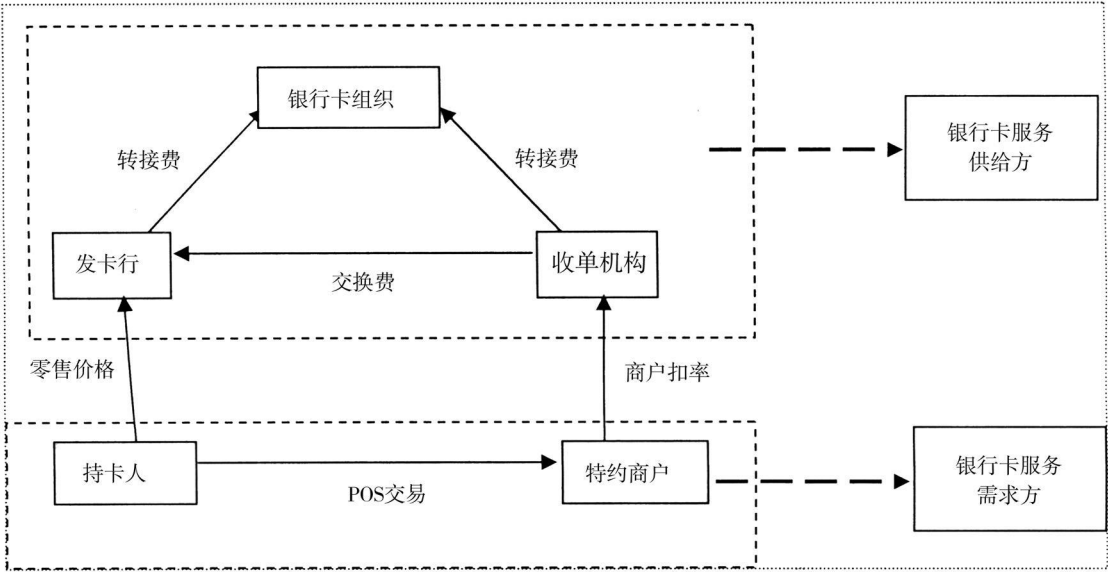 银行卡组织
银行卡服务
供给方
转接费
转接费
发卡行
收单机构
交换费
零售价格
商户扣率
持卡人
特约商户
POS交易
银行卡服务
需求方